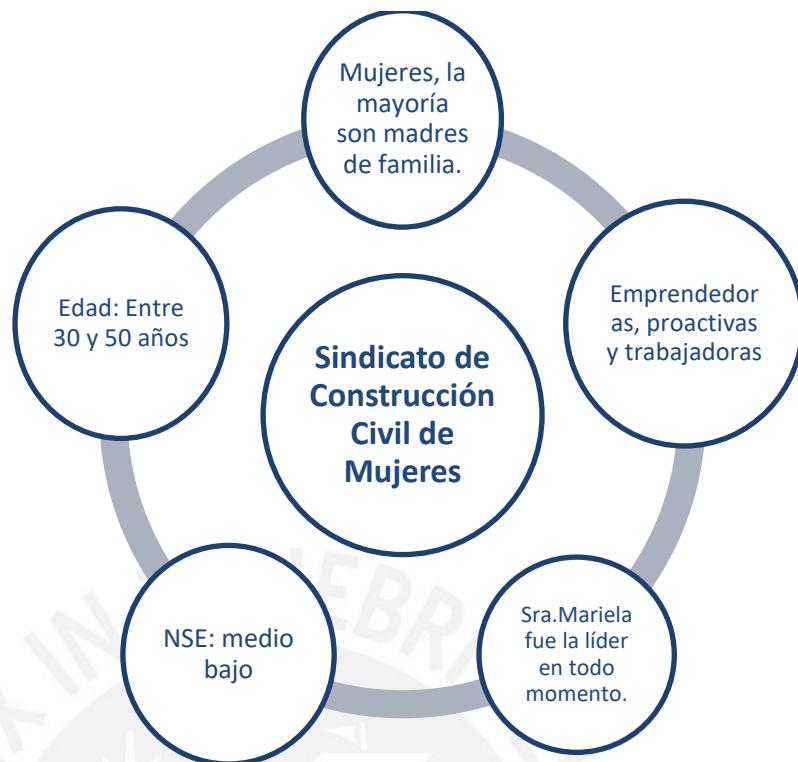 Mujeres, la
mayoría
son madres
de familia.
Emprendedor
as, proactivas
y trabajadoras
Sra.Mariela
fue la líder
en todo
momento.
NSE: medio
bajo
Edad: Entre
30 y 50 años
Sindicato de
Construcción
Civil de
Mujeres